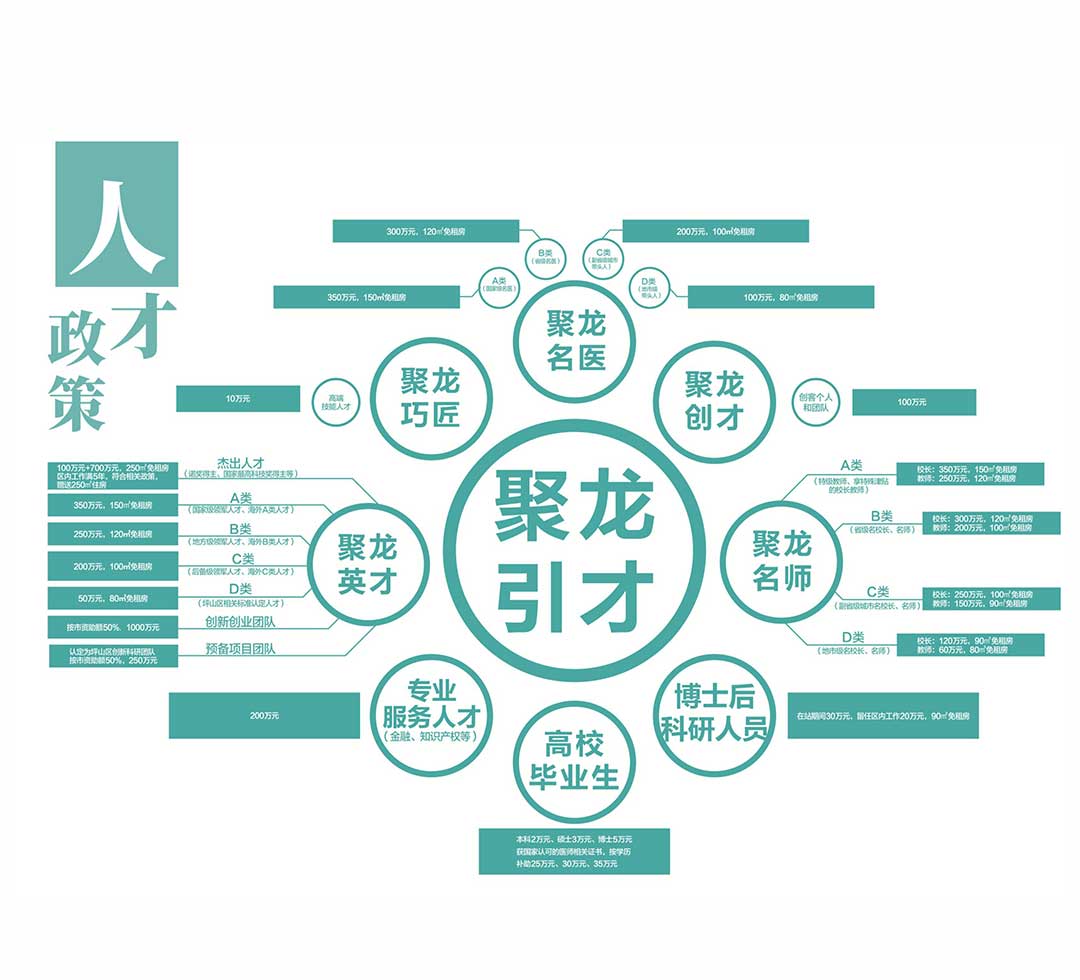 人才
政策
300万元，120㎡免租房
B类
（省级名医）
350万元，150㎡免租房
A类
（国家级名医）
200万元，100㎡免租房
C类
（副省级城市
带头人）
100万元，80㎡免租房
D类
（地市级
带头人）
聚龙
名医
10万元
高端
技能人才
聚龙
巧匠
聚龙
创才
创客个人
和团队
100万元
聚龙
引才
100万元+700万元，250㎡免租房
区内工作满5年，符合相关政策，
赠送250㎡住房
杰出人才
（诺奖得主、国家最高科技奖得主等）
350万元，150㎡免租房
A类
（国家级领军人才、海外A类人才）
250万元，120㎡免租房
B类
（地方级领军人才、海外B类人才）
200万元，100㎡免租房
C类
（后备级领军人才、海外C类人才）
50万元，80㎡免租房
D类
（坪山区相关标准认定人才）
按市资助额50%，1000万元
创新创业团队
认定为坪山区创新科研团队
按市资助额50%，250万元
预备项目团队
聚龙
英才
聚龙
名师
A类
（特级教师、享特殊津贴
的校长教师）
校长：350万元，150㎡免租房
教师：250万元，120㎡免租房
B类
（省级名校长、名师）
校长：300万元，120㎡免租房
教师：200万元，100㎡免租房
C类
（副省级城市名校长、名师）
校长：250万元，100㎡免租房
教师：150万元，90㎡免租房
D类
（地市级名校长、名师）
校长：120万元，90㎡免租房
教师：60万元，80㎡免租房
200万元
专业
服务人才
（金融、知识产权等）
高校
毕业生
本科2万元、硕士3万元、博士5万元
获国家认可的医师相关证书，按学历
补助25万元、30万元、35万元
博士后
科研人员
在站期间30万元，留任区内工作20万元，90㎡免租房